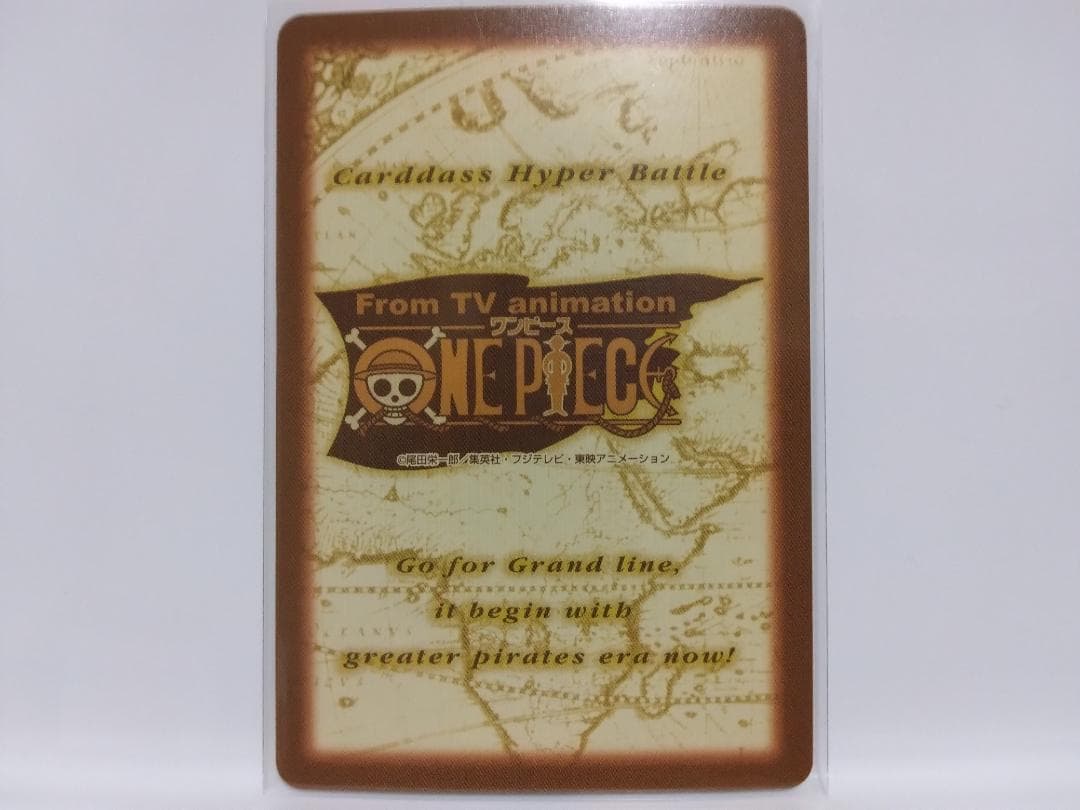 Carddass Hyper Battle
From TV animation
ワンピース
ONE PIECE
©尾田栄一郎／集英社・フジテレビ・東映アニメーション
Go for Grand line,
it begin with
greater pirates era now!